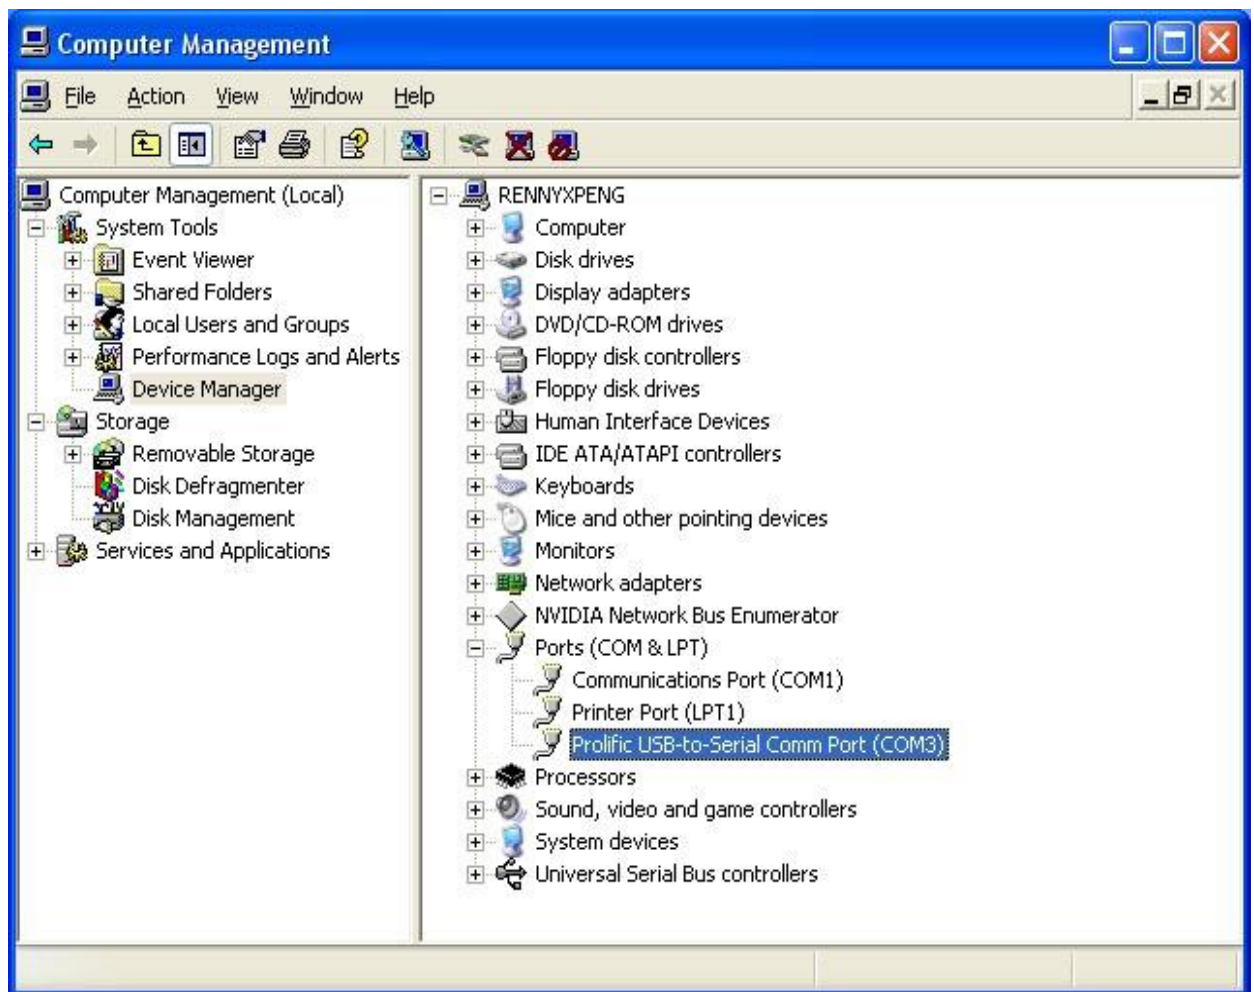 Computer Management
File Action View Window Help
Computer Management (Local)
System Tools
Event Viewer
Shared Folders
Local Users and Groups
Performance Logs and Alerts
Device Manager
Storage
Removable Storage
Disk Defragmenter
Disk Management
Services and Applications
RENNYXPENG
Computer
Disk drives
Display adapters
DVD/CD-ROM drives
Floppy disk controllers
Floppy disk drives
Human Interface Devices
IDE ATA/ATAPI controllers
Keyboards
Mice and other pointing devices
Monitors
Network adapters
NVIDIA Network Bus Enumerator
Ports (COM & LPT)
Communications Port (COM1)
Printer Port (LPT1)
Prolific USB-to-Serial Comm Port (COM3)
Processors
Sound, video and game controllers
System devices
Universal Serial Bus controllers